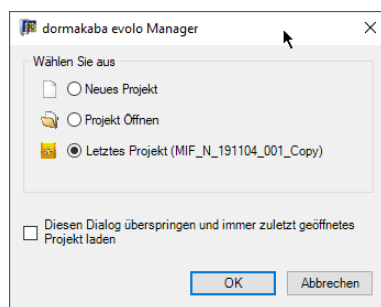 dormakaba evolo Manager
Wählen Sie aus
Neues Projekt
Projekt Öffnen
Letztes Projekt (MIF_N_191104_001_Copy)
Diesen Dialog überspringen und immer zuletzt geöffnetes
Projekt laden
OK
Abbrechen